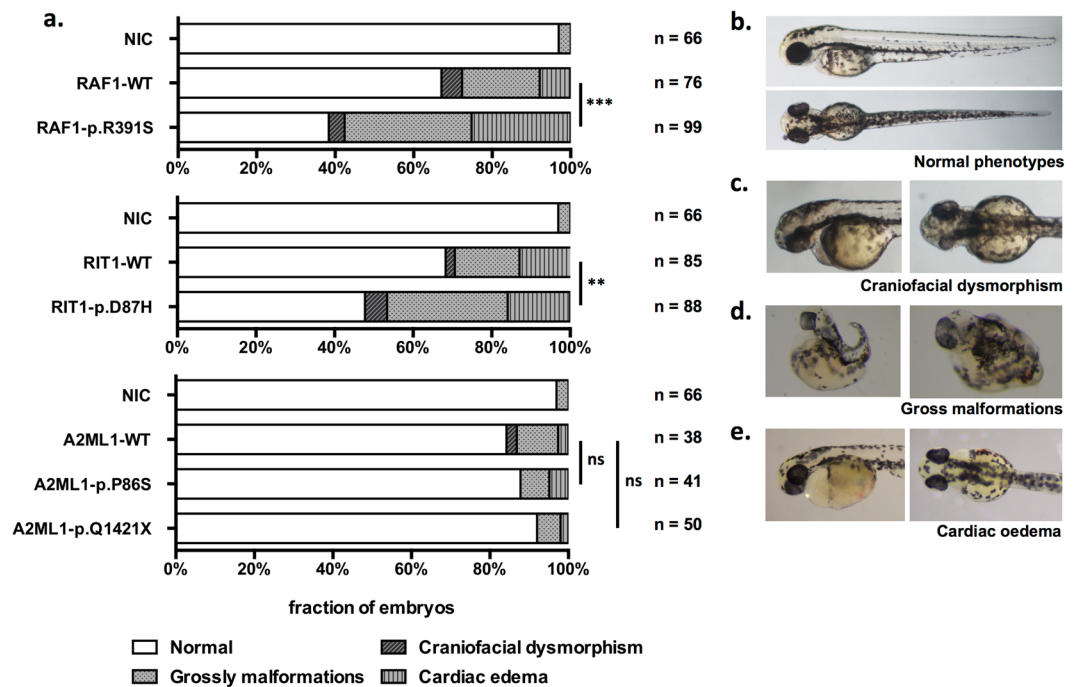 a.
NIC
n = 66
RAF1-WT
n = 76
***
RAF1-p.R391S
n = 99
0% 20% 40% 60% 80% 100%
NIC
n = 66
RIT1-WT
n = 85
**
RIT1-p.D87H
n = 88
0% 20% 40% 60% 80% 100%
NIC
n = 66
A2ML1-WT
n = 38
ns
A2ML1-p.P86S
ns
n = 41
A2ML1-p.Q1421X
n = 50
0% 20% 40% 60% 80% 100%
fraction of embryos
Normal
Craniofacial dysmorphism
Grossly malformations
Cardiac edema
b.
Normal phenotypes
c.
Craniofacial dysmorphism
d.
Gross malformations
e.
Cardiac oedema